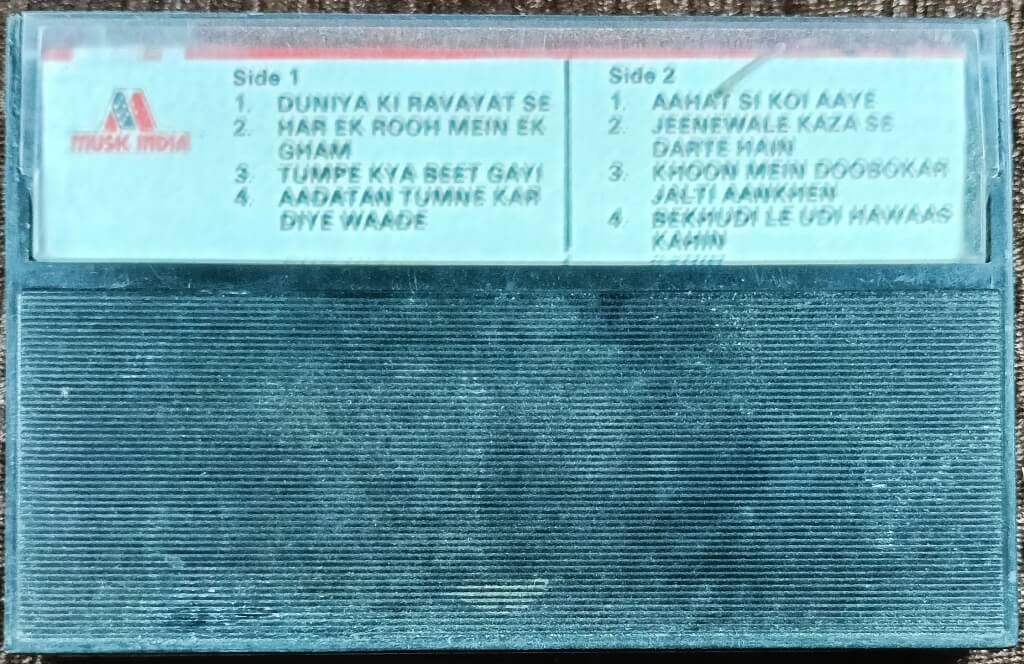 MUSIC INDIA
Side 1
1. DUNIYA KI RAVAYAT SE
2. HAR EK ROOH MEIN EK
GHAM
3. TUMPE KYA BEET GAYI
4. AADATAN TUMNE KAR
DIYE WAADE
Side 2
1. AAHAT SI KOI AAYE
2. JEENEWALE KAZA SE
DARTE HAIN
3. KHOON MEIN DOOBOKAR
JALTI AANKHEN
4. BEKHUDI LE UDI HAWAAS
KAHIN